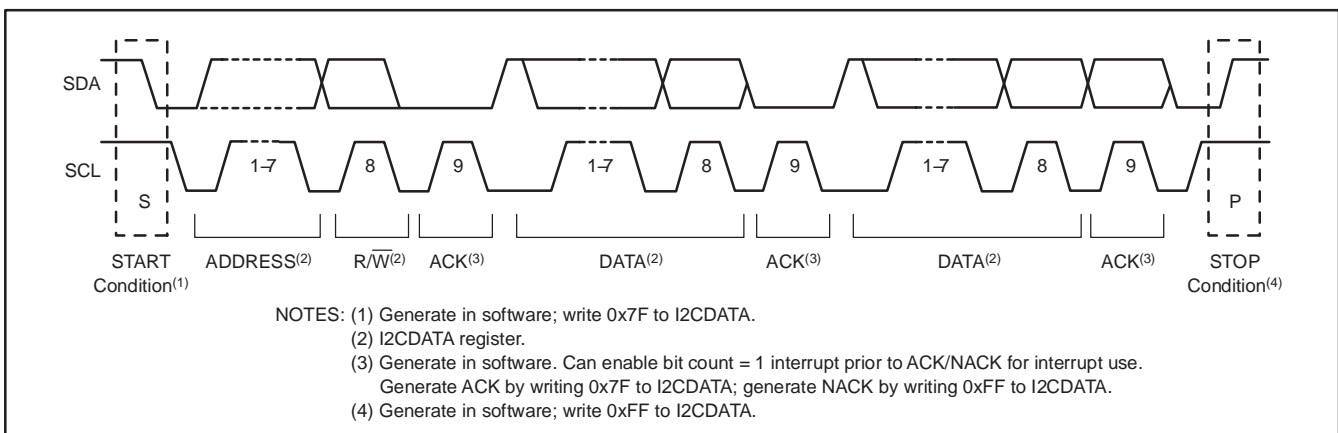 SDA
SCL
1–7 8 9 1–7 8 9 1–7 8 9
S P
START
Condition(1)
ADDRESS(2) R/W̅(2) ACK(3) DATA(2) ACK(3) DATA(2) ACK(3)
STOP
Condition(4)
NOTES: (1) Generate in software; write 0x7F to I2CDATA.
(2) I2CDATA register.
(3) Generate in software. Can enable bit count = 1 interrupt prior to ACK/NACK for interrupt use.
Generate ACK by writing 0x7F to I2CDATA; generate NACK by writing 0xFF to I2CDATA.
(4) Generate in software; write 0xFF to I2CDATA.